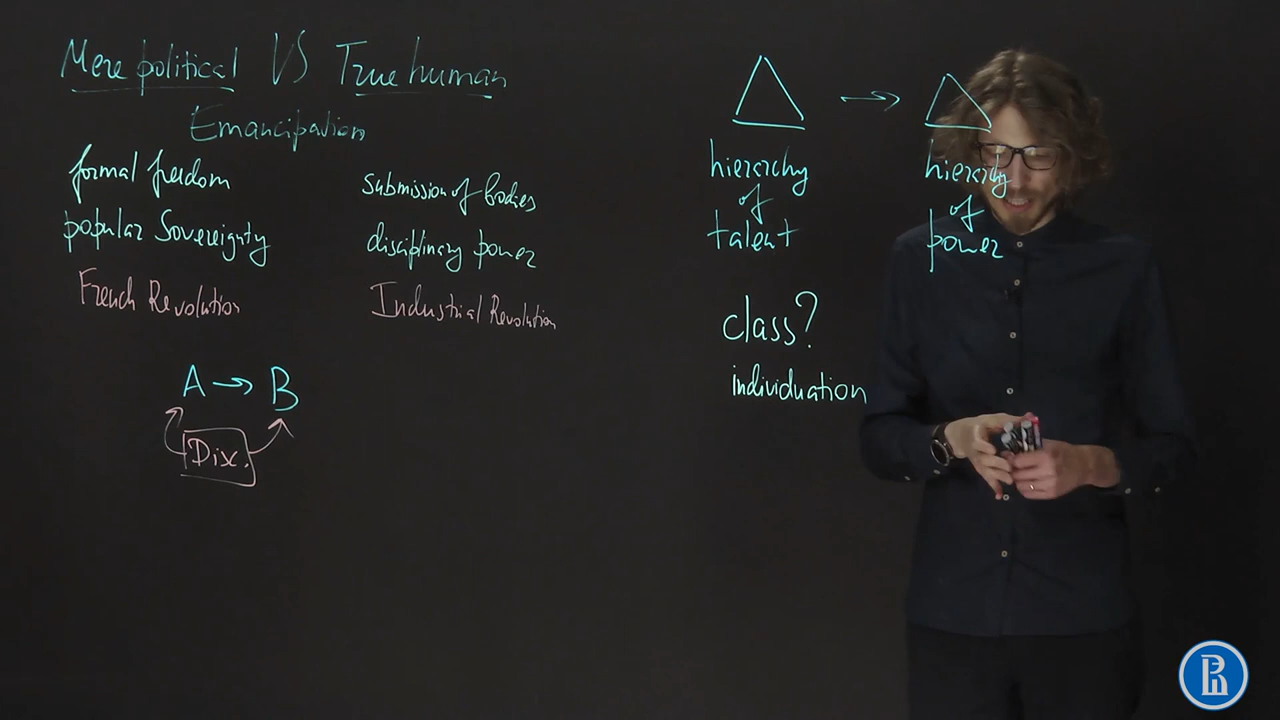 Mere political VS True human
Emancipation
formal freedom
popular Sovereignty
French Revolution
submission of bodies
disciplinary power
Industrial Revolution
A → B
Disc.
→
hierarchy
of
talent
hierarchy
of
power
class?
individuation